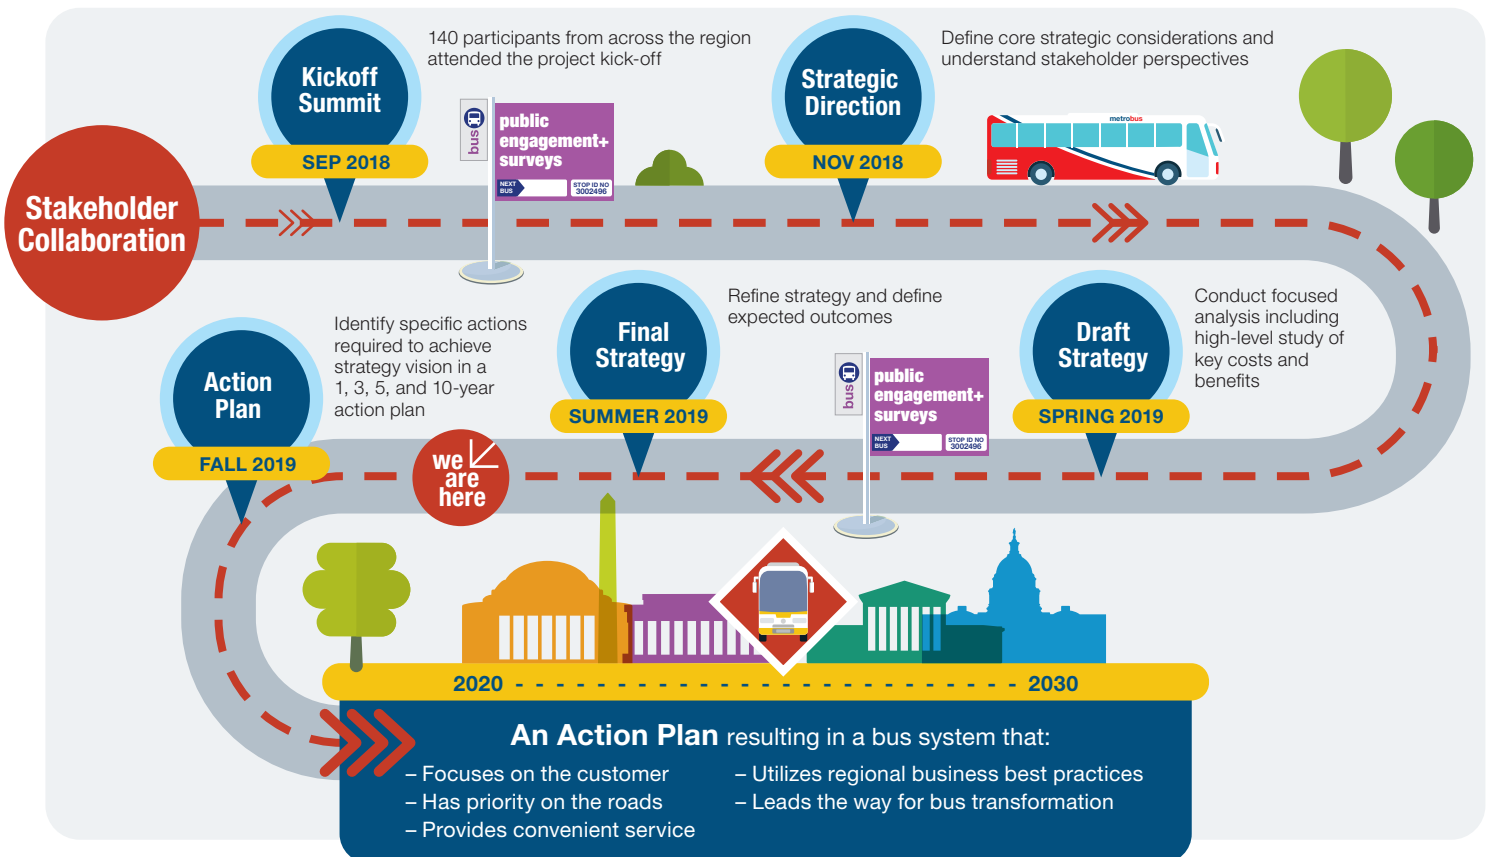 Stakeholder
Collaboration
Kickoff
Summit
SEP 2018
140 participants from across the region
attended the project kick-off
bus
public
engagement+
surveys
NEXT
BUS
STOP ID NO
3002496
Strategic
Direction
NOV 2018
Define core strategic considerations and
understand stakeholder perspectives
metrobus
Draft
Strategy
SPRING 2019
Conduct focused
analysis including
high-level study of
key costs and
benefits
bus
public
engagement+
surveys
NEXT
BUS
STOP ID NO
3002496
Final
Strategy
SUMMER 2019
Refine strategy and define
expected outcomes
we
are
here
Action
Plan
FALL 2019
Identify specific actions
required to achieve
strategy vision in a
1, 3, 5, and 10-year
action plan
2020 - - - - - - - - - - - - - - - - - - - - - - - - - - - 2030
An Action Plan resulting in a bus system that:
– Focuses on the customer
– Has priority on the roads
– Provides convenient service
– Utilizes regional business best practices
– Leads the way for bus transformation